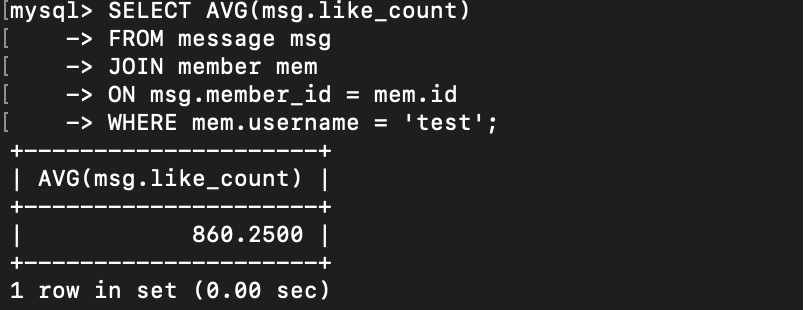 [mysql> SELECT AVG(msg.like_count)
[    -> FROM message msg
[    -> JOIN member mem
[    -> ON msg.member_id = mem.id
[    -> WHERE mem.username = 'test';
+---------------------+
| AVG(msg.like_count) |
+---------------------+
|            860.2500 |
+---------------------+
1 row in set (0.00 sec)